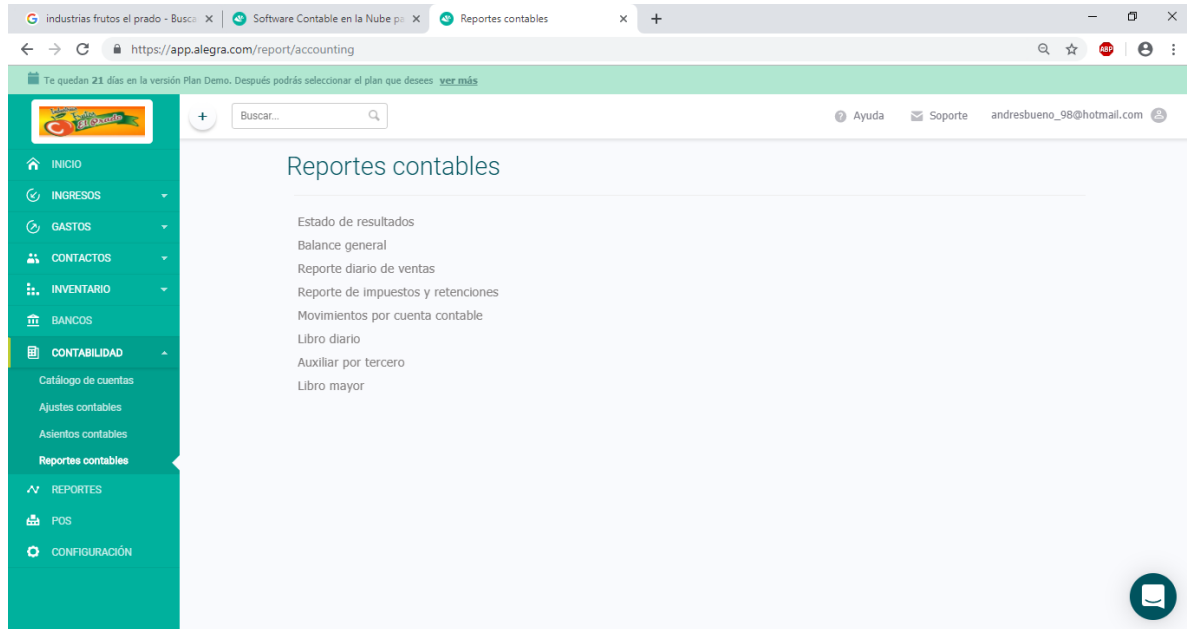 industrias frutos el prado - Busca
Software Contable en la Nube pa
Reportes contables
https://app.alegra.com/report/accounting
ABP
Te quedan 21 días en la versión Plan Demo. Después podrás seleccionar el plan que desees ver más
El Prado
Buscar...
Ayuda
Soporte
andresbueno_98@hotmail.com
INICIO
INGRESOS
GASTOS
CONTACTOS
INVENTARIO
BANCOS
CONTABILIDAD
Catálogo de cuentas
Ajustes contables
Asientos contables
Reportes contables
REPORTES
POS
CONFIGURACIÓN
Reportes contables
Estado de resultados
Balance general
Reporte diario de ventas
Reporte de impuestos y retenciones
Movimientos por cuenta contable
Libro diario
Auxiliar por tercero
Libro mayor